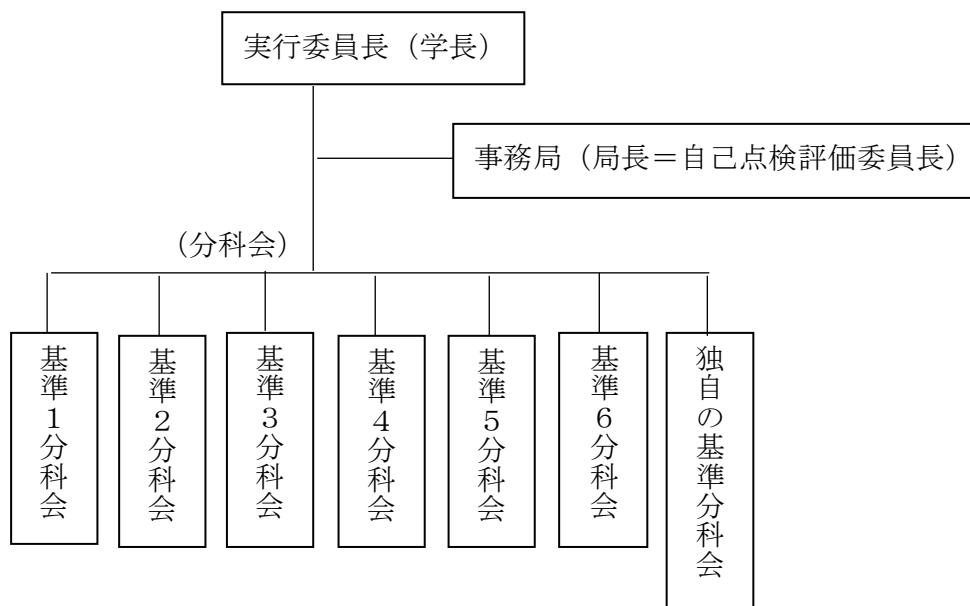 実行委員長（学長）
事務局（局長＝自己点検評価委員長）
（分科会）
基準１分科会
基準２分科会
基準３分科会
基準４分科会
基準５分科会
基準６分科会
独自の基準分科会